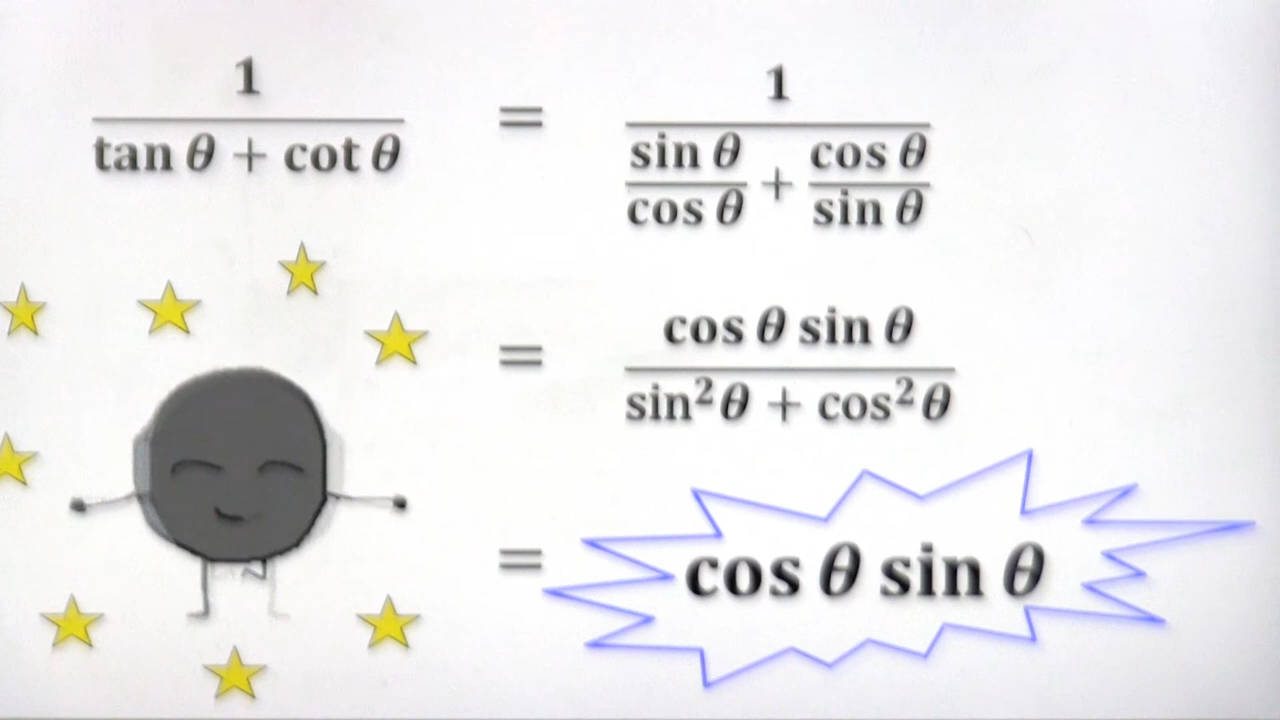 1 / (tan θ + cot θ) = 1 / (sin θ / cos θ + cos θ / sin θ)
= cos θ sin θ / (sin²θ + cos²θ)
= cos θ sin θ